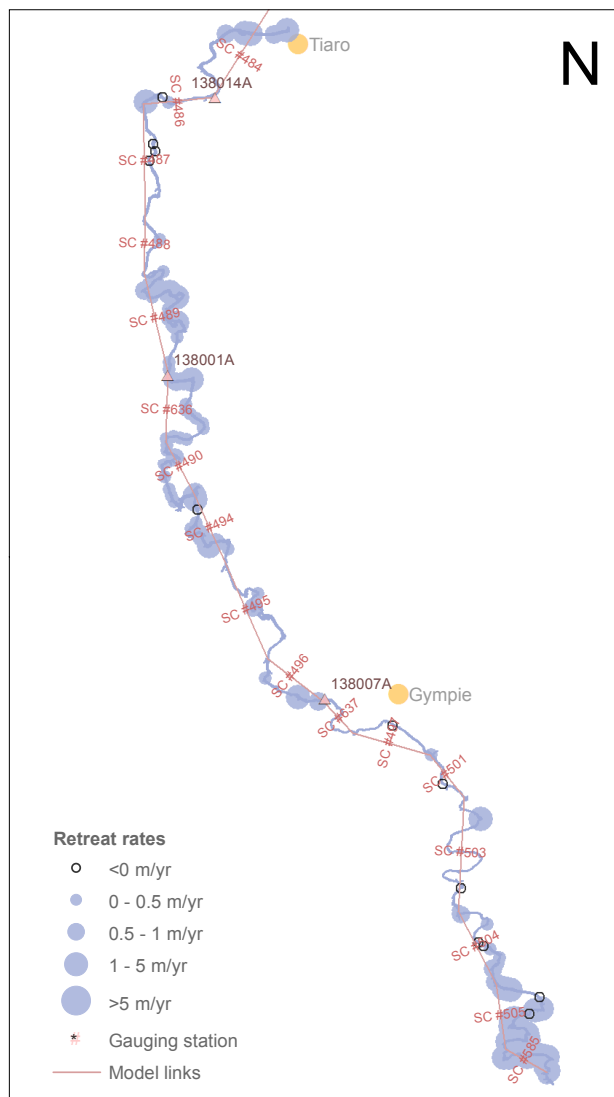 N
Tiaro
SC #484
138014A
SC #486
SC #487
SC #488
SC #489
138001A
SC #636
SC #490
SC #494
SC #495
SC #496
138007A
Gympie
SC #637
SC #501
SC #503
SC #504
SC #505
SC #585
Retreat rates
<0 m/yr
0 - 0.5 m/yr
0.5 - 1 m/yr
1 - 5 m/yr
>5 m/yr
Gauging station
Model links